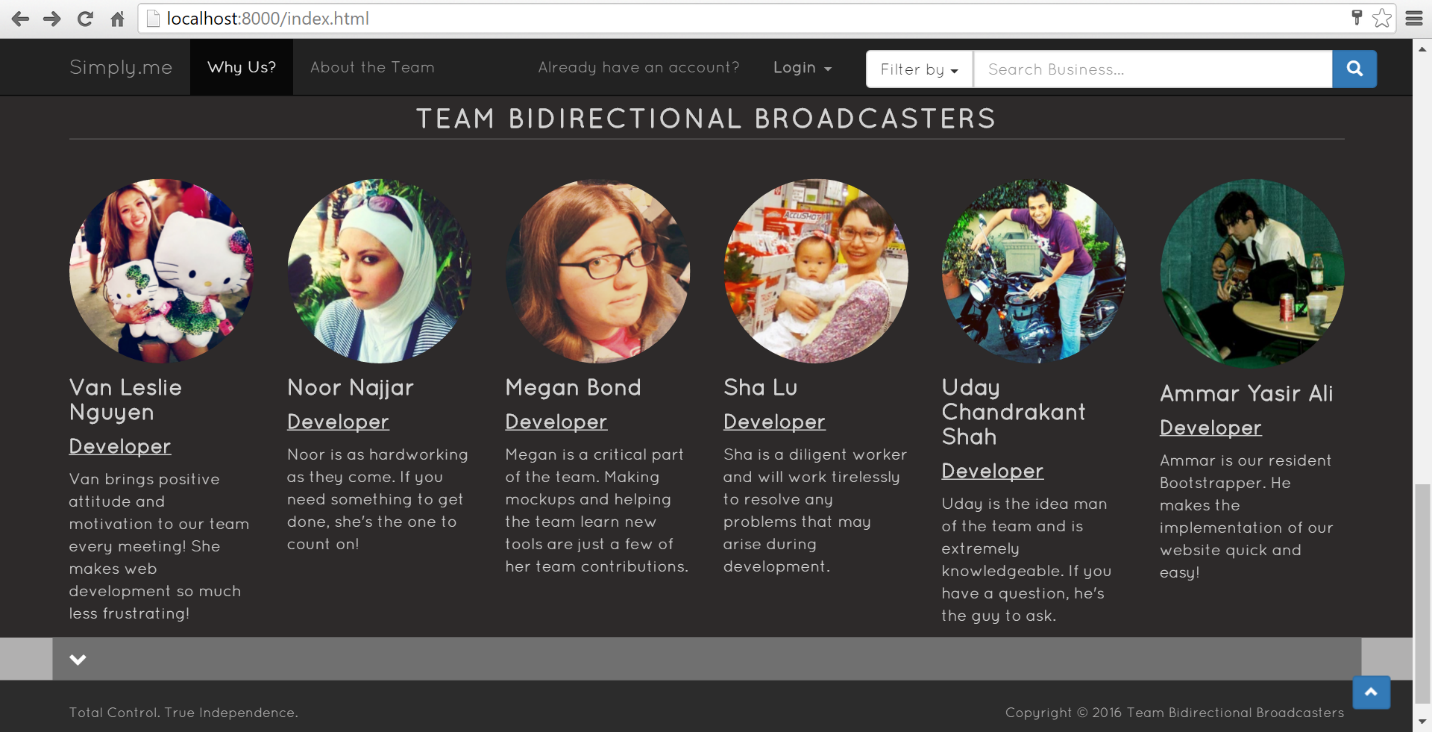 localhost:8000/index.html
Simply.me Why Us? About the Team Already have an account? Login Filter by Search Business...
TEAM BIDIRECTIONAL BROADCASTERS
Van Leslie
Nguyen
Developer
Van brings positive
attitude and
motivation to our team
every meeting! She
makes web
development so much
less frustrating!
Noor Najjar
Developer
Noor is as hardworking
as they come. If you
need something to get
done, she's the one to
count on!
Megan Bond
Developer
Megan is a critical part
of the team. Making
mockups and helping
the team learn new
tools are just a few of
her team contributions.
Sha Lu
Developer
Sha is a diligent worker
and will work tirelessly
to resolve any
problems that may
arise during
development.
Uday
Chandrakant
Shah
Developer
Uday is the idea man
of the team and is
extremely
knowledgeable. If you
have a question, he's
the guy to ask.
Ammar Yasir Ali
Developer
Ammar is our resident
Bootstrapper. He
makes the
implementation of our
website quick and
easy!
Total Control. True Independence.
Copyright © 2016 Team Bidirectional Broadcasters